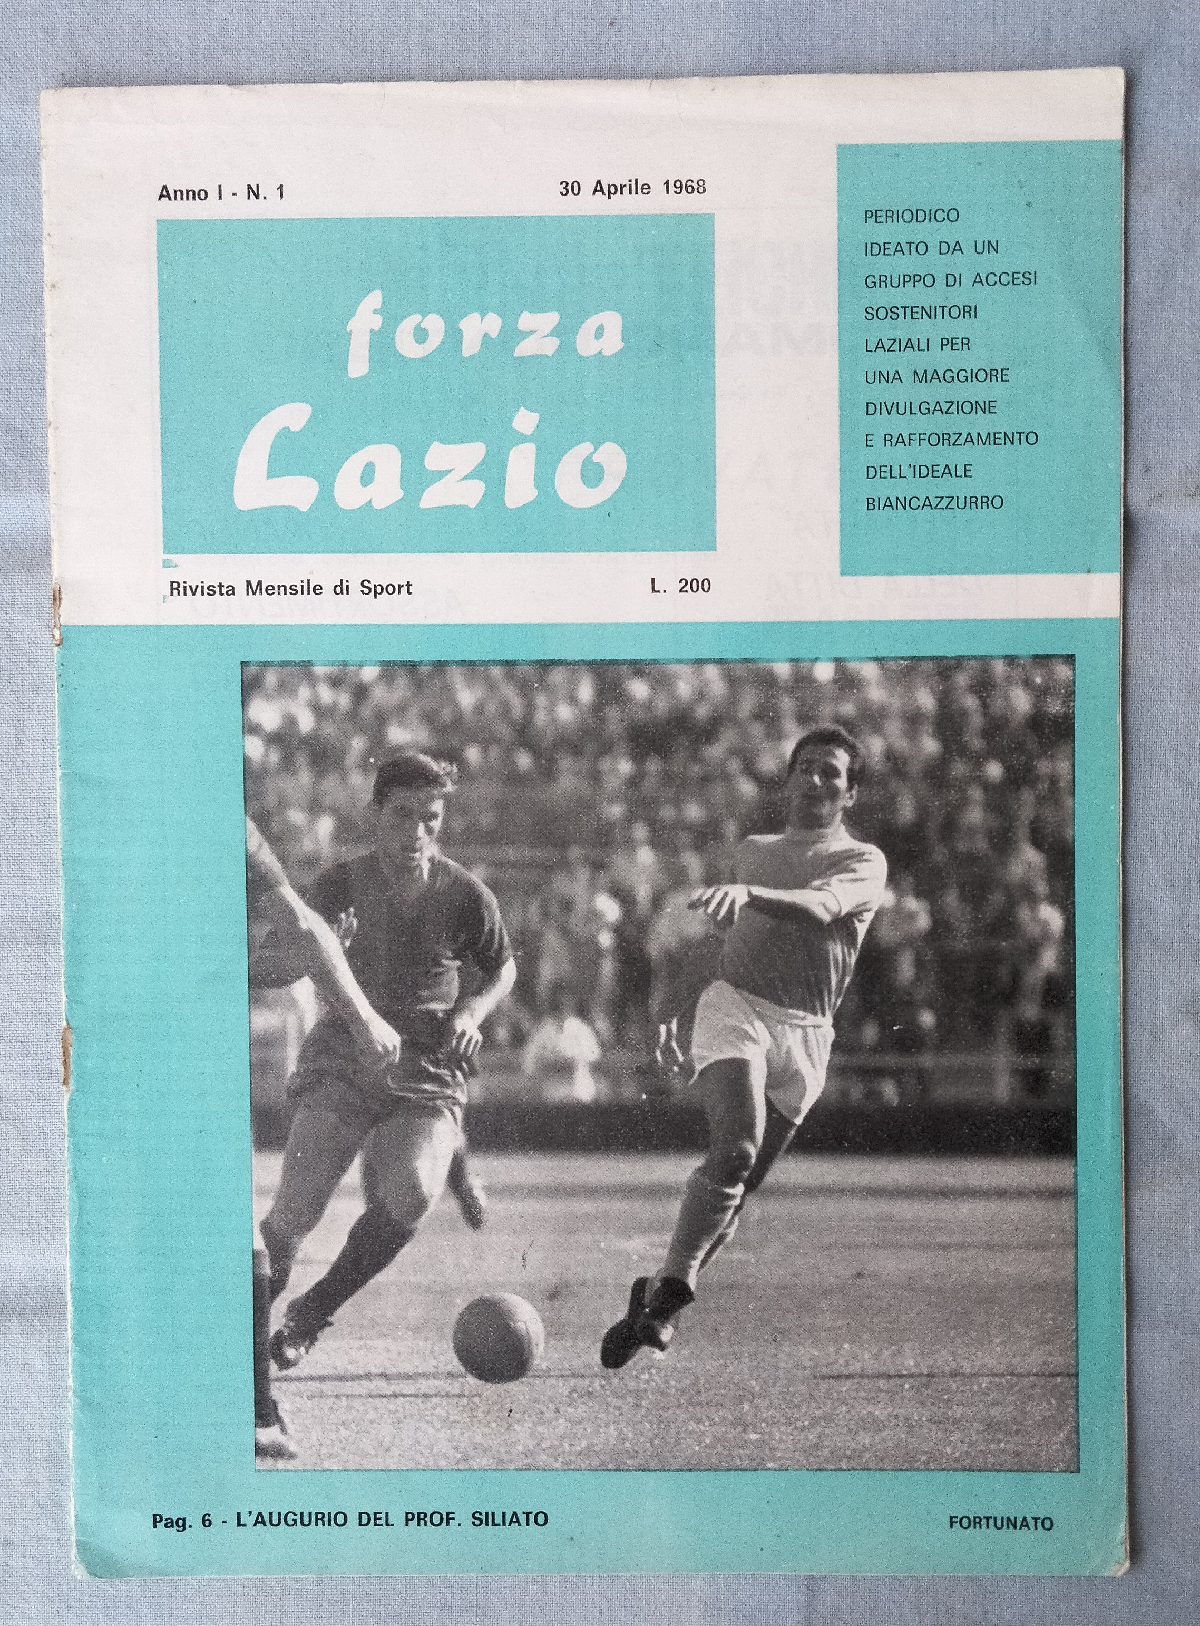 Anno I - N. 1
30 Aprile 1968
forza
Lazio
Rivista Mensile di Sport
L. 200
PERIODICO
IDEATO DA UN
GRUPPO DI ACCESI
SOSTENITORI
LAZIALI PER
UNA MAGGIORE
DIVULGAZIONE
E RAFFORZAMENTO
DELL'IDEALE
BIANCAZZURRO
Pag. 6 - L'AUGURIO DEL PROF. SILIATO
FORTUNATO